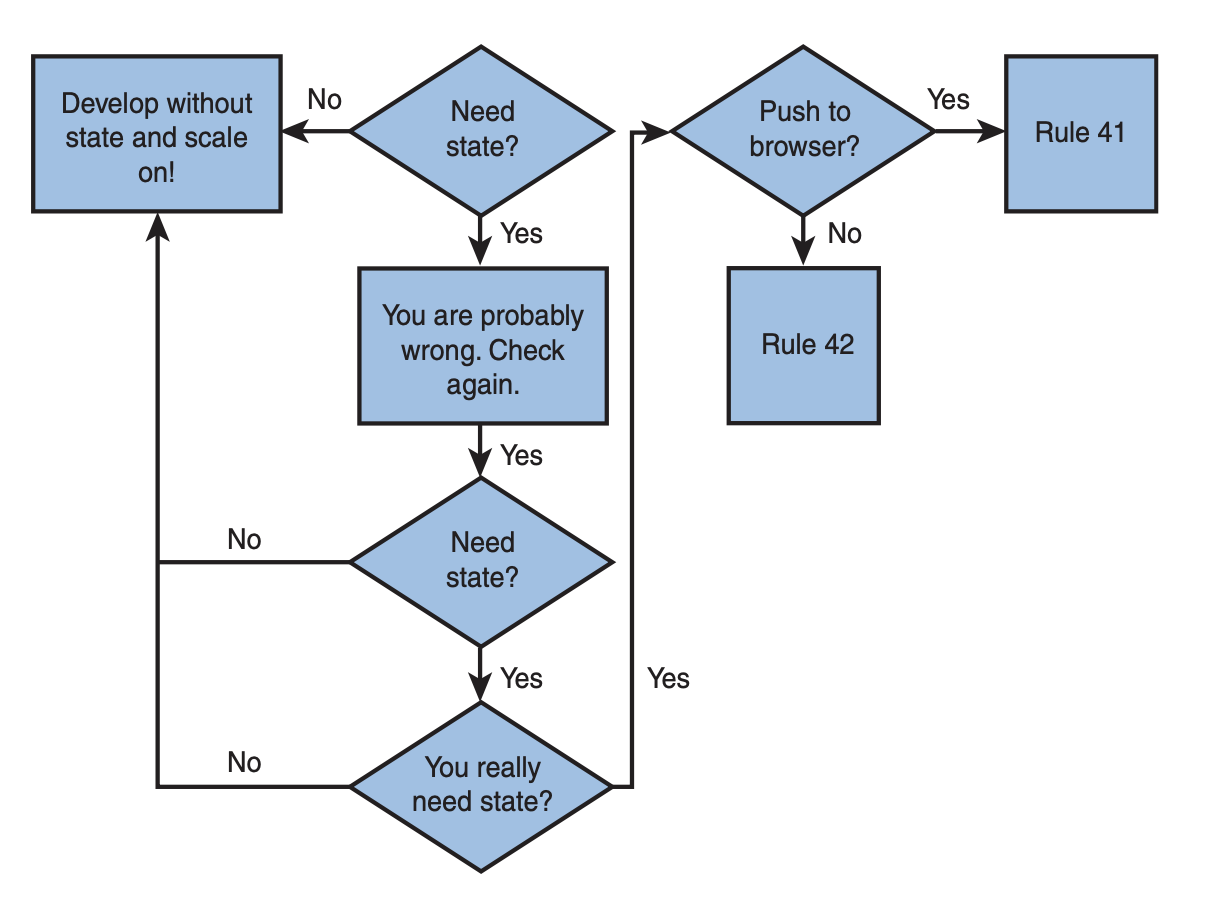 Develop without
state and scale
on!
No
Need
state?
Yes
You are probably
wrong. Check
again.
Yes
Need
state?
No
Yes
You really
need state?
No
Yes
Push to
browser?
Yes
Rule 41
No
Rule 42